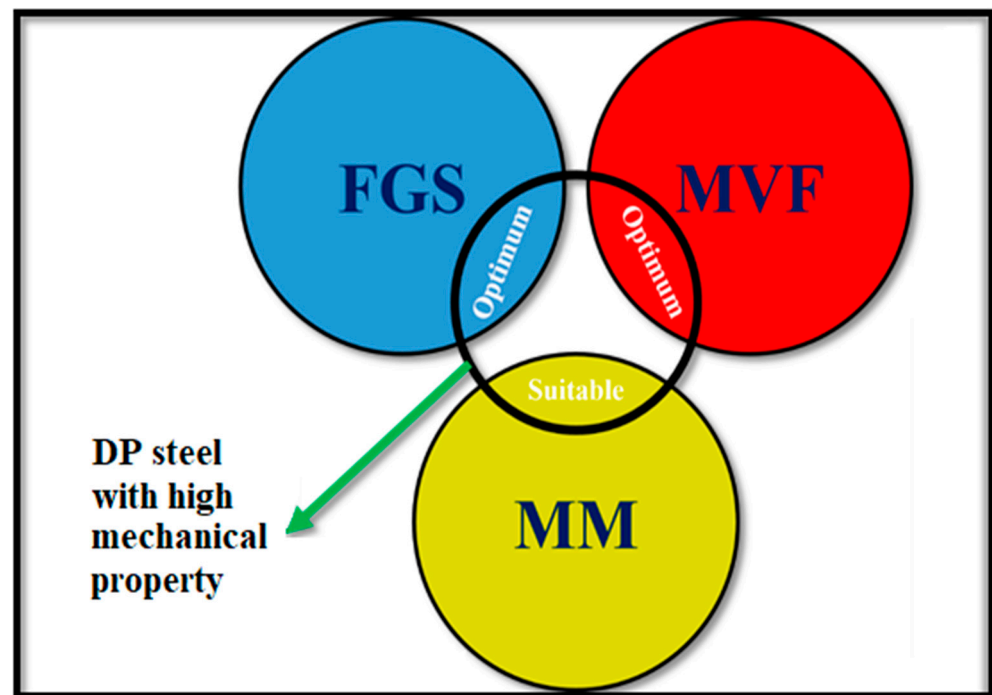 FGS
MVF
Optimum
Optimum
Suitable
MM
DP steel
with high
mechanical
property